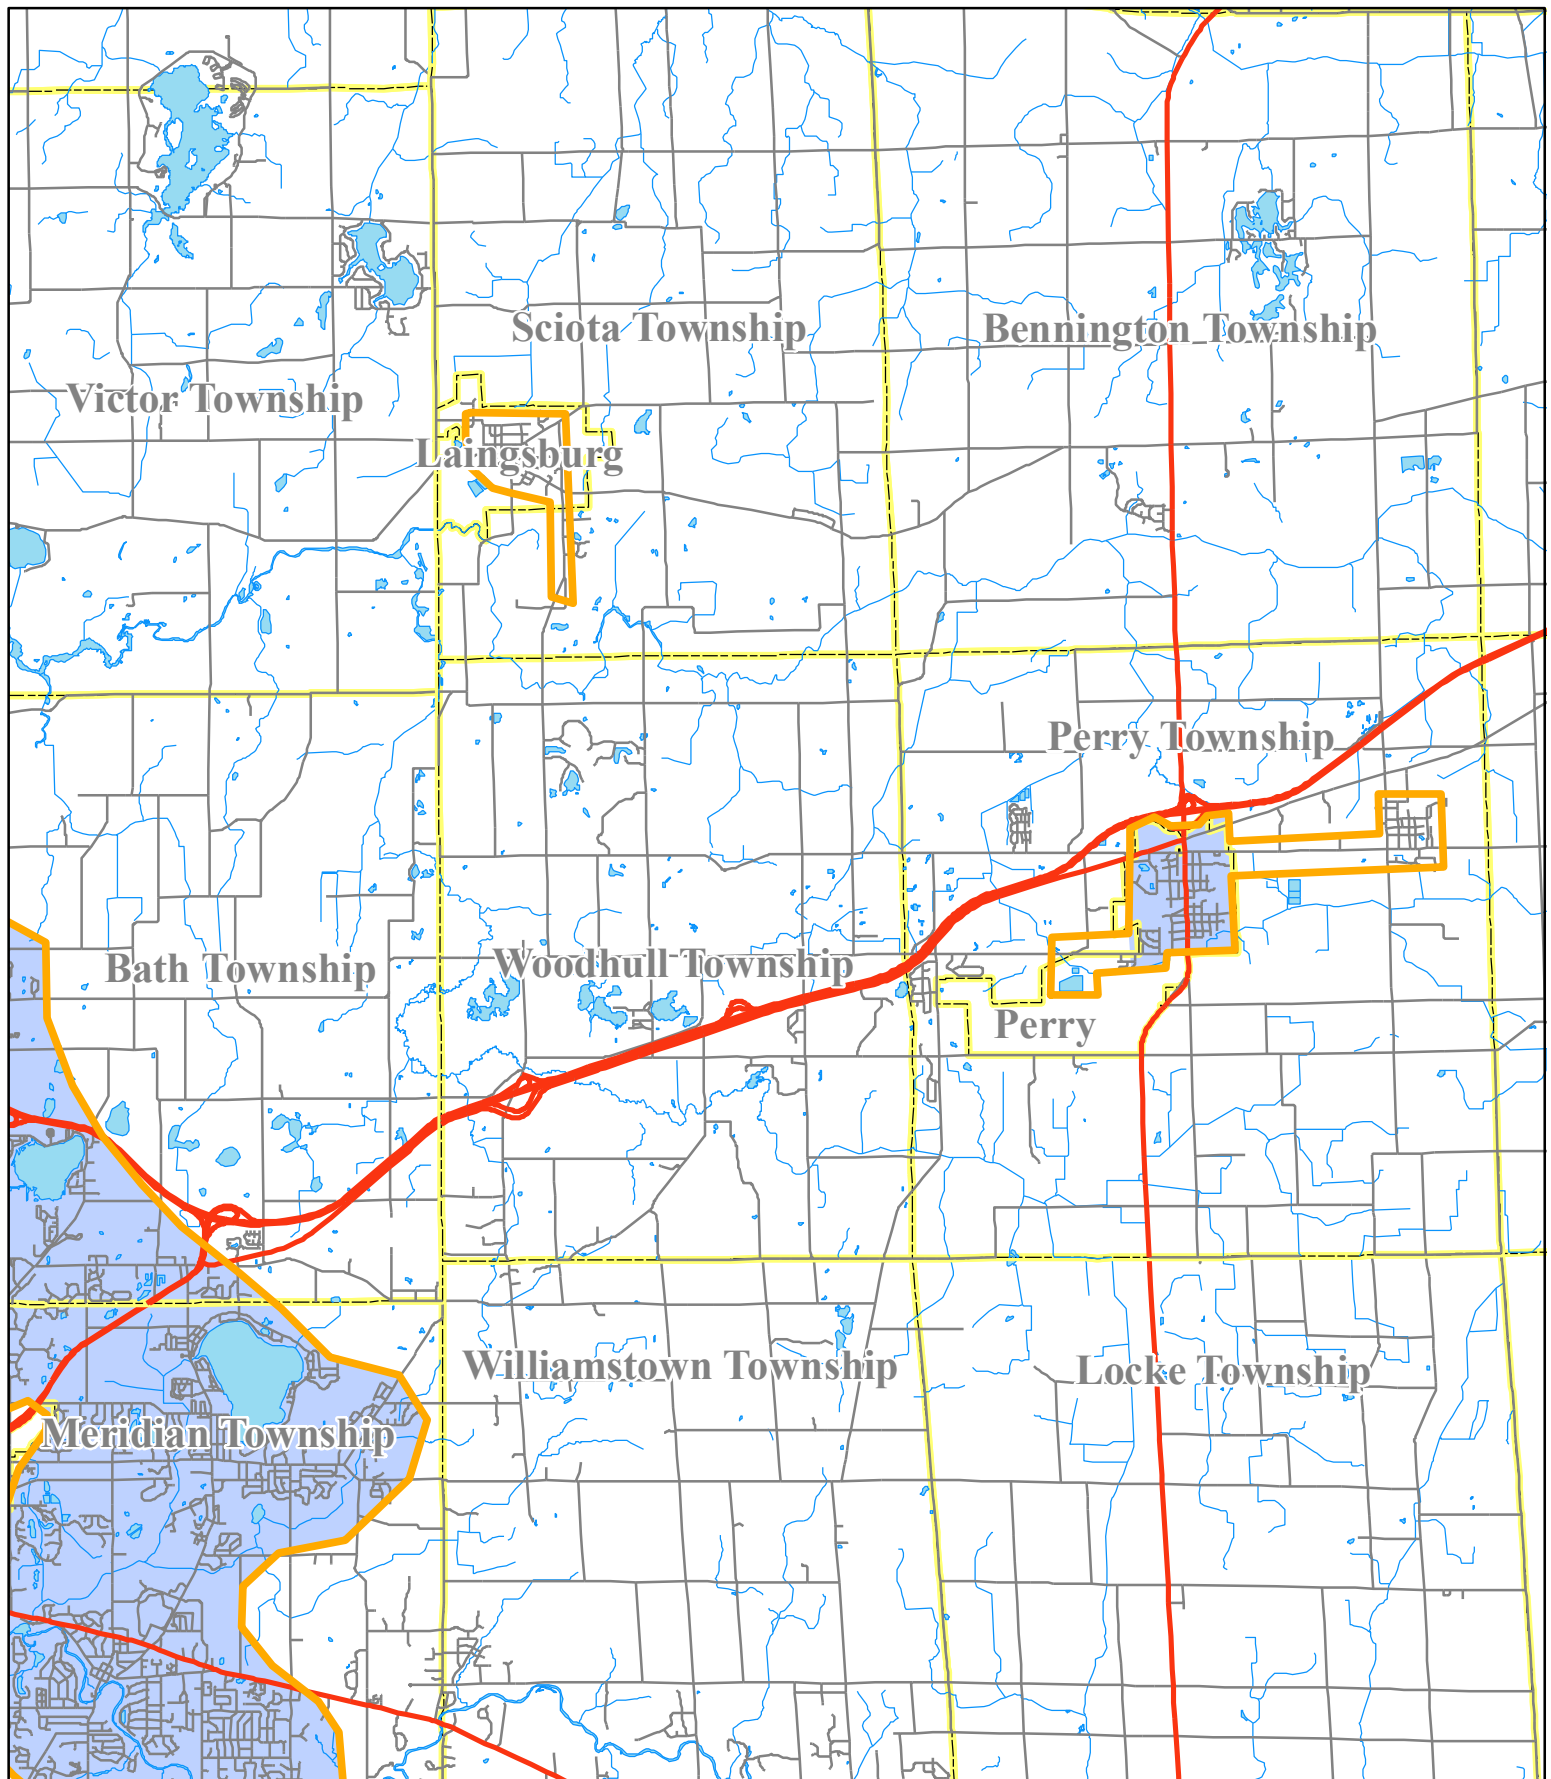 Sciota Township
Bennington Township
Victor Township
Laingsburg
Perry Township
Bath Township
Woodhull Township
Perry
Williamstown Township
Locke Township
Meridian Township